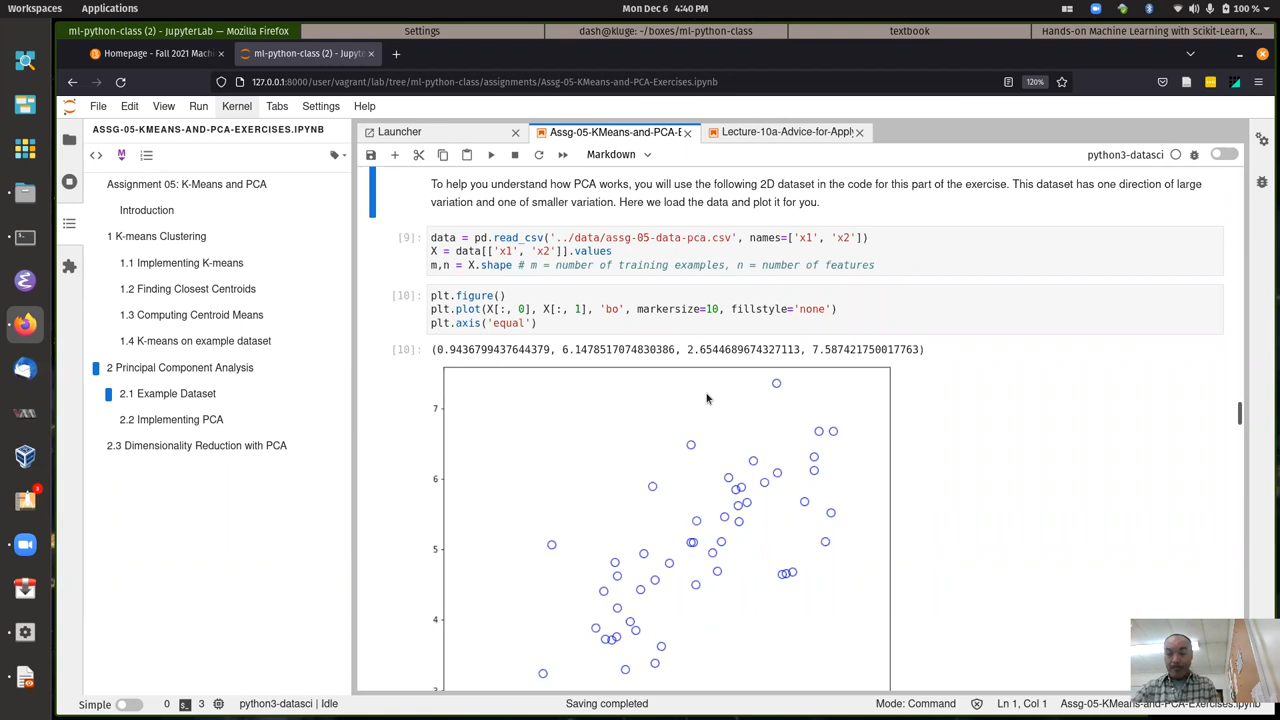 Workspaces Applications Mon Dec 6 4:40 PM 100 %
ml-python-class (2) - JupyterLab — Mozilla Firefox Settings dash@kluge: ~/boxes/ml-python-class textbook Hands-on Machine Learning with Scikit-Learn, K
Homepage - Fall 2021 Mac ml-python-class (2) - Jupyt
127.0.0.1:8000/user/vagrant/lab/tree/ml-python-class/assignments/Assg-05-KMeans-and-PCA-Exercises.ipynb 120%
File Edit View Run Kernel Tabs Settings Help
ASSG-05-KMEANS-AND-PCA-EXERCISES.IPYNB
Launcher Assg-05-KMeans-and-PCA-E Lecture-10a-Advice-for-Apply
Markdown python3-datasci
Assignment 05: K-Means and PCA
Introduction
1 K-means Clustering
1.1 Implementing K-means
1.2 Finding Closest Centroids
1.3 Computing Centroid Means
1.4 K-means on example dataset
2 Principal Component Analysis
2.1 Example Dataset
2.2 Implementing PCA
2.3 Dimensionality Reduction with PCA
To help you understand how PCA works, you will use the following 2D dataset in the code for this part of the exercise. This dataset has one direction of large
variation and one of smaller variation. Here we load the data and plot it for you.
[9]: data = pd.read_csv('../data/assg-05-data-pca.csv', names=['x1', 'x2'])
X = data[['x1', 'x2']].values
m,n = X.shape # m = number of training examples, n = number of features
[10]: plt.figure()
plt.plot(X[:, 0], X[:, 1], 'bo', markersize=10, fillstyle='none')
plt.axis('equal')
[10]: (0.9436799437644379, 6.1478517074830386, 2.6544689674327113, 7.587421750017763)
7
6
5
4
3
Simple 0 3 python3-datasci | Idle Saving completed Mode: Command Ln 1, Col 1 Assg-05-KMeans-and-PCA-Exercises.ipynb